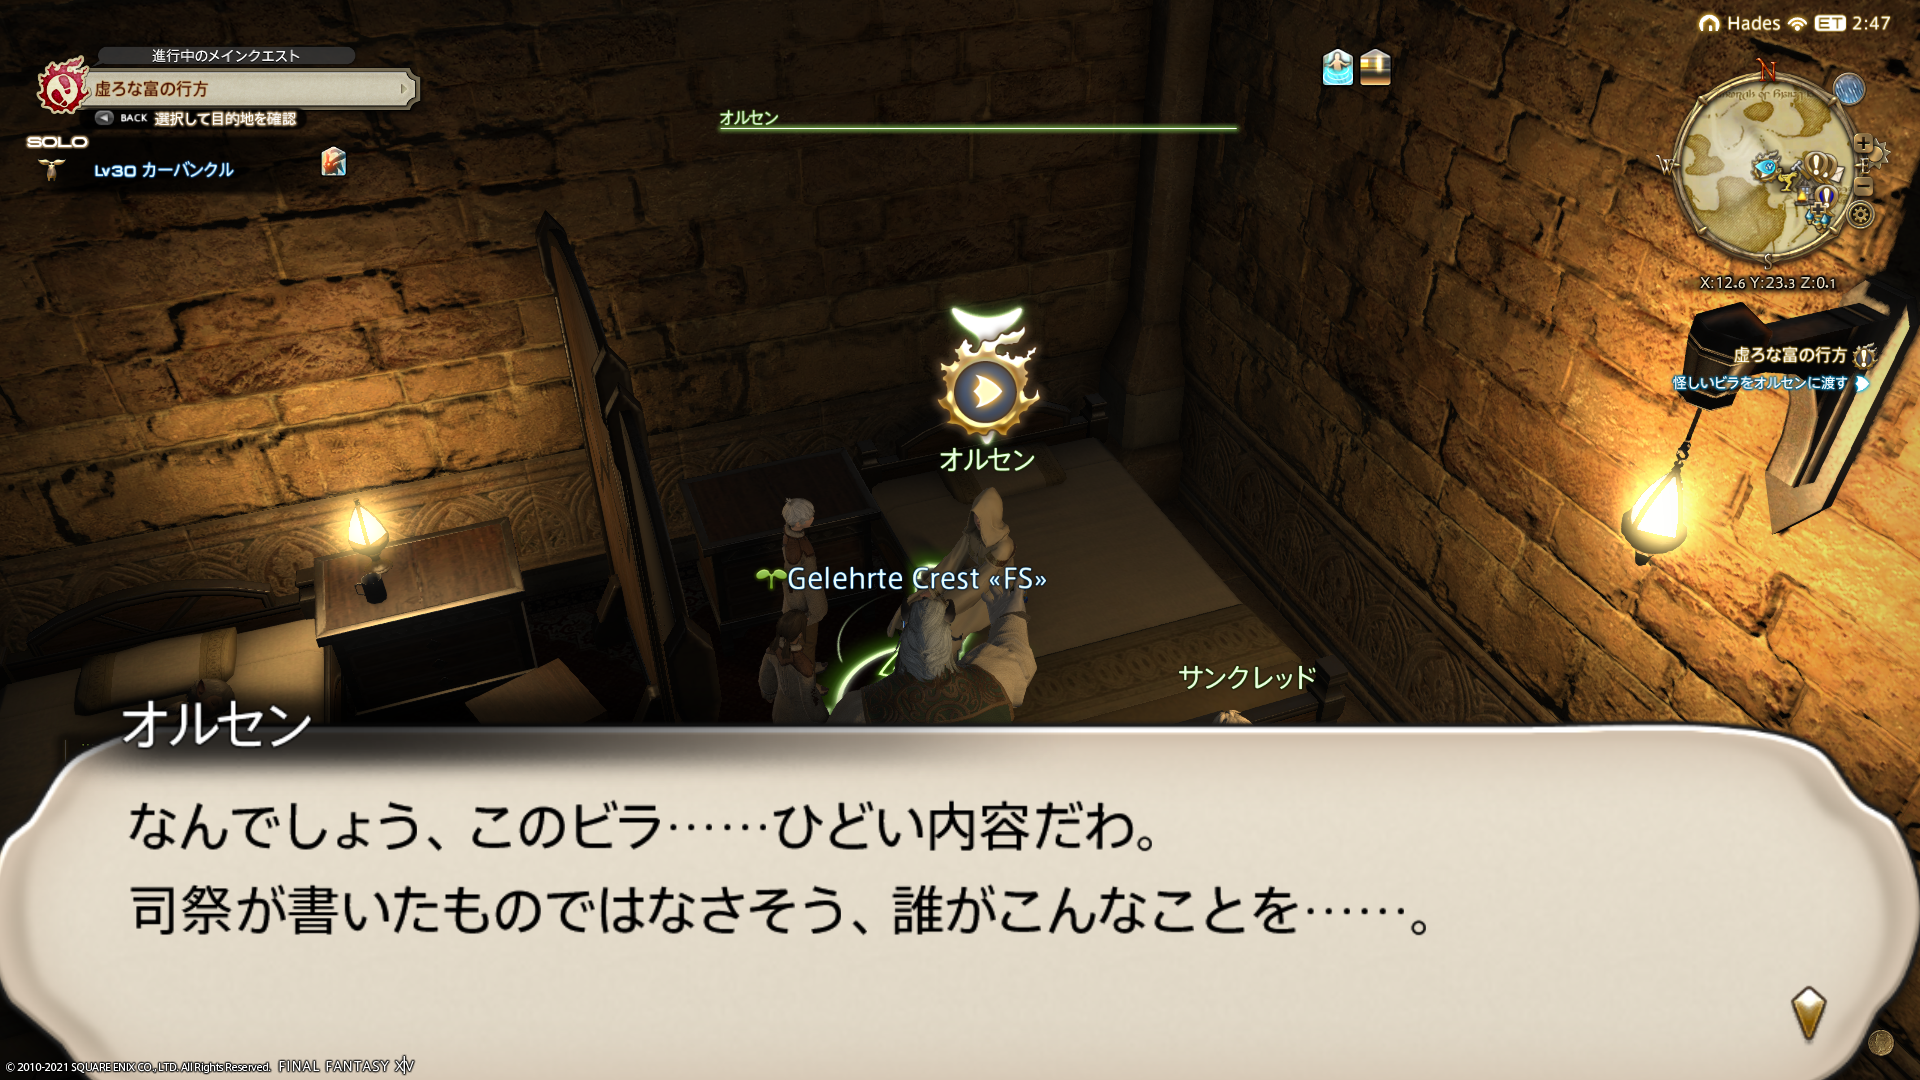 進行中のメインクエスト
虚ろな富の行方
BACK 選択して目的地を確認
SOLO
Lv30 カーバンクル
オルセン
Hades ET 2:47
N
W
E
S
X:12.6 Y:23.3 Z:0.1
虚ろな富の行方
怪しいビラをオルセンに渡す
オルセン
Gelehrte Crest «FS»
サンクレッド
オルセン
なんでしょう、このビラ……ひどい内容だわ。
司祭が書いたものではなさそう、誰がこんなことを……。
© 2010-2021 SQUARE ENIX CO., LTD. All Rights Reserved. FINAL FANTASY XIV